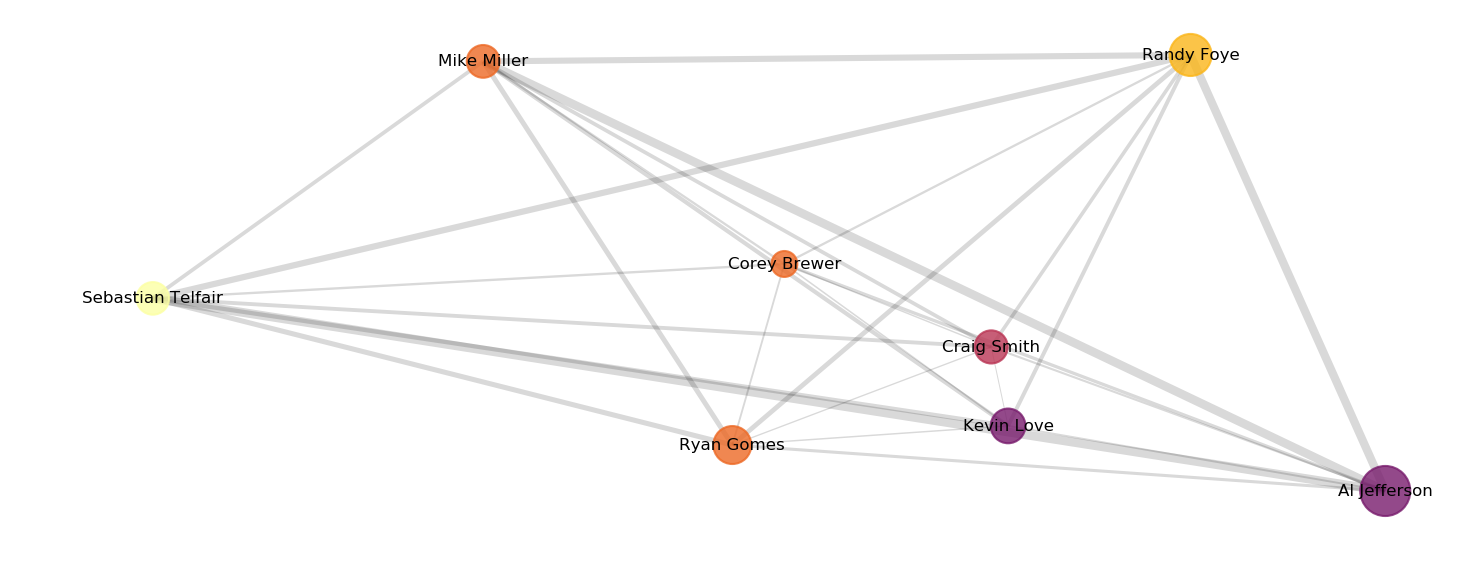 Mike Miller
Randy Foye
Corey Brewer
Sebastian Telfair
Craig Smith
Kevin Love
Ryan Gomes
Al Jefferson